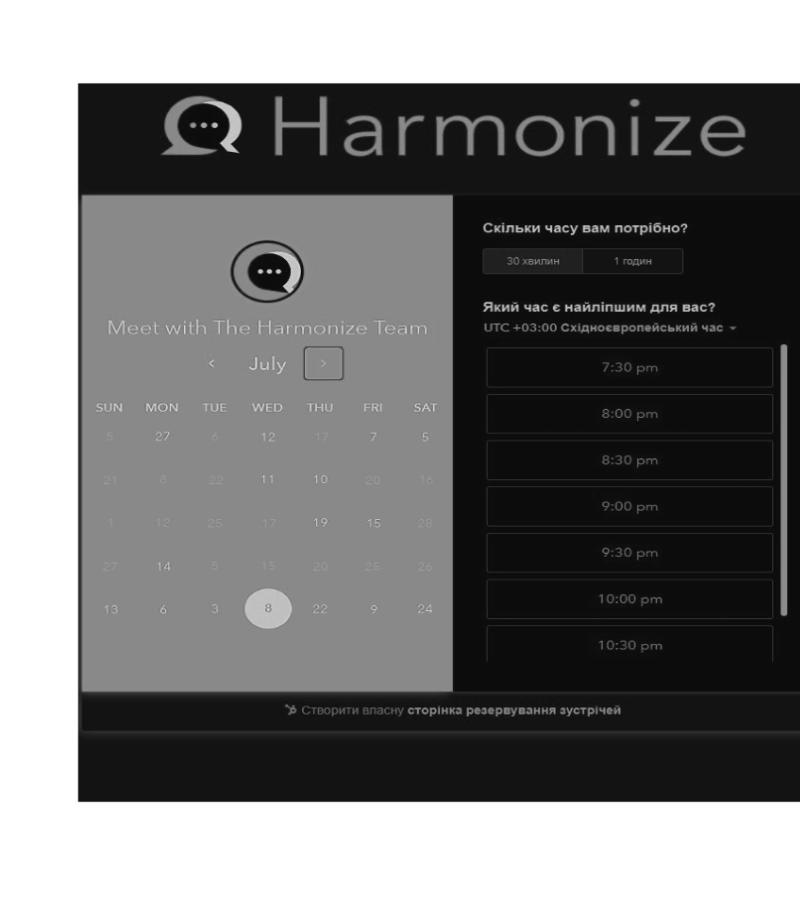 Harmonize
Meet with The Harmonize Team
< July >
SUN MON TUE WED THU FRI SAT
5 27 6 12 17 7 5
21 8 22 11 10 20 16
1 12 25 17 19 15 28
27 14 5 15 20 25 26
13 6 3 8 22 9 24
Скільки часу вам потрібно?
30 хвилин 1 годин
Який час є найліпшим для вас?
UTC +03:00 Східноєвропейський час
7:30 pm
8:00 pm
8:30 pm
9:00 pm
9:30 pm
10:00 pm
10:30 pm
Створити власну сторінка резервування зустрічей